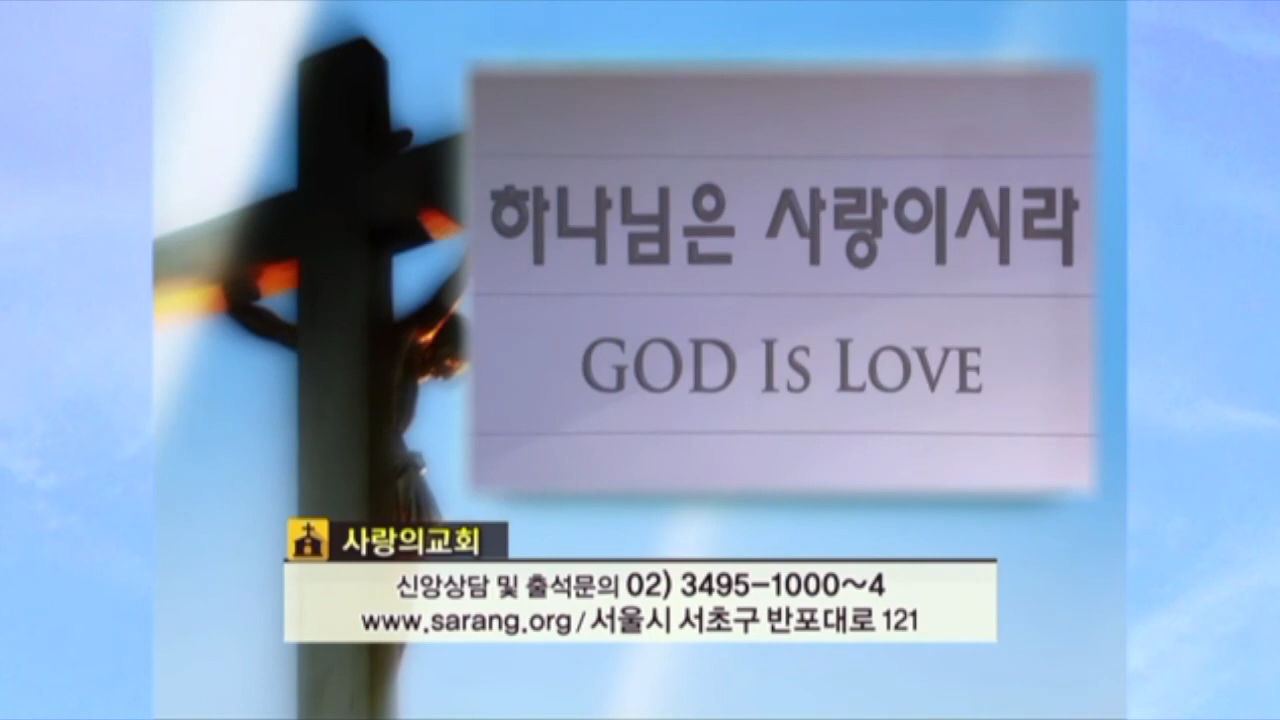 하나님은 사랑이시라
GOD IS LOVE
사랑의교회
신앙상담 및 출석문의 02) 3495-1000~4
www.sarang.org / 서울시 서초구 반포대로 121